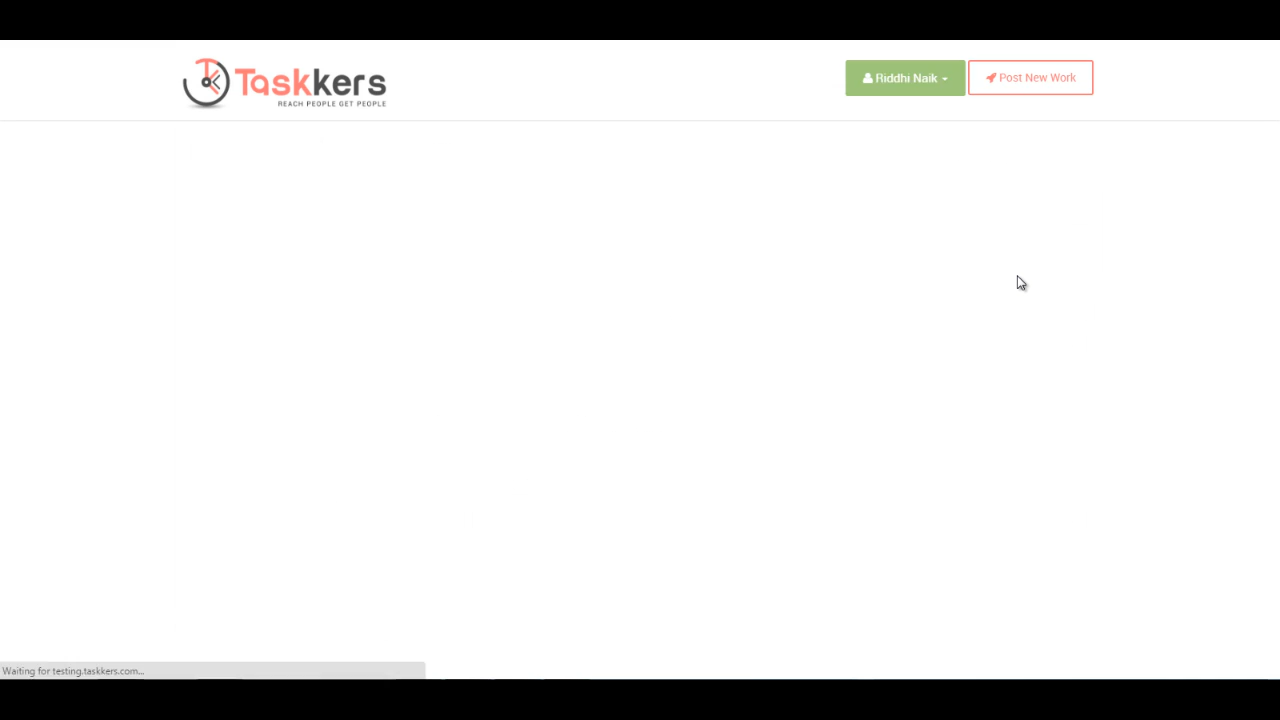 Taskkers
REACH PEOPLE GET PEOPLE
Riddhi Naik
Post New Work
Waiting for testing.taskkers.com...